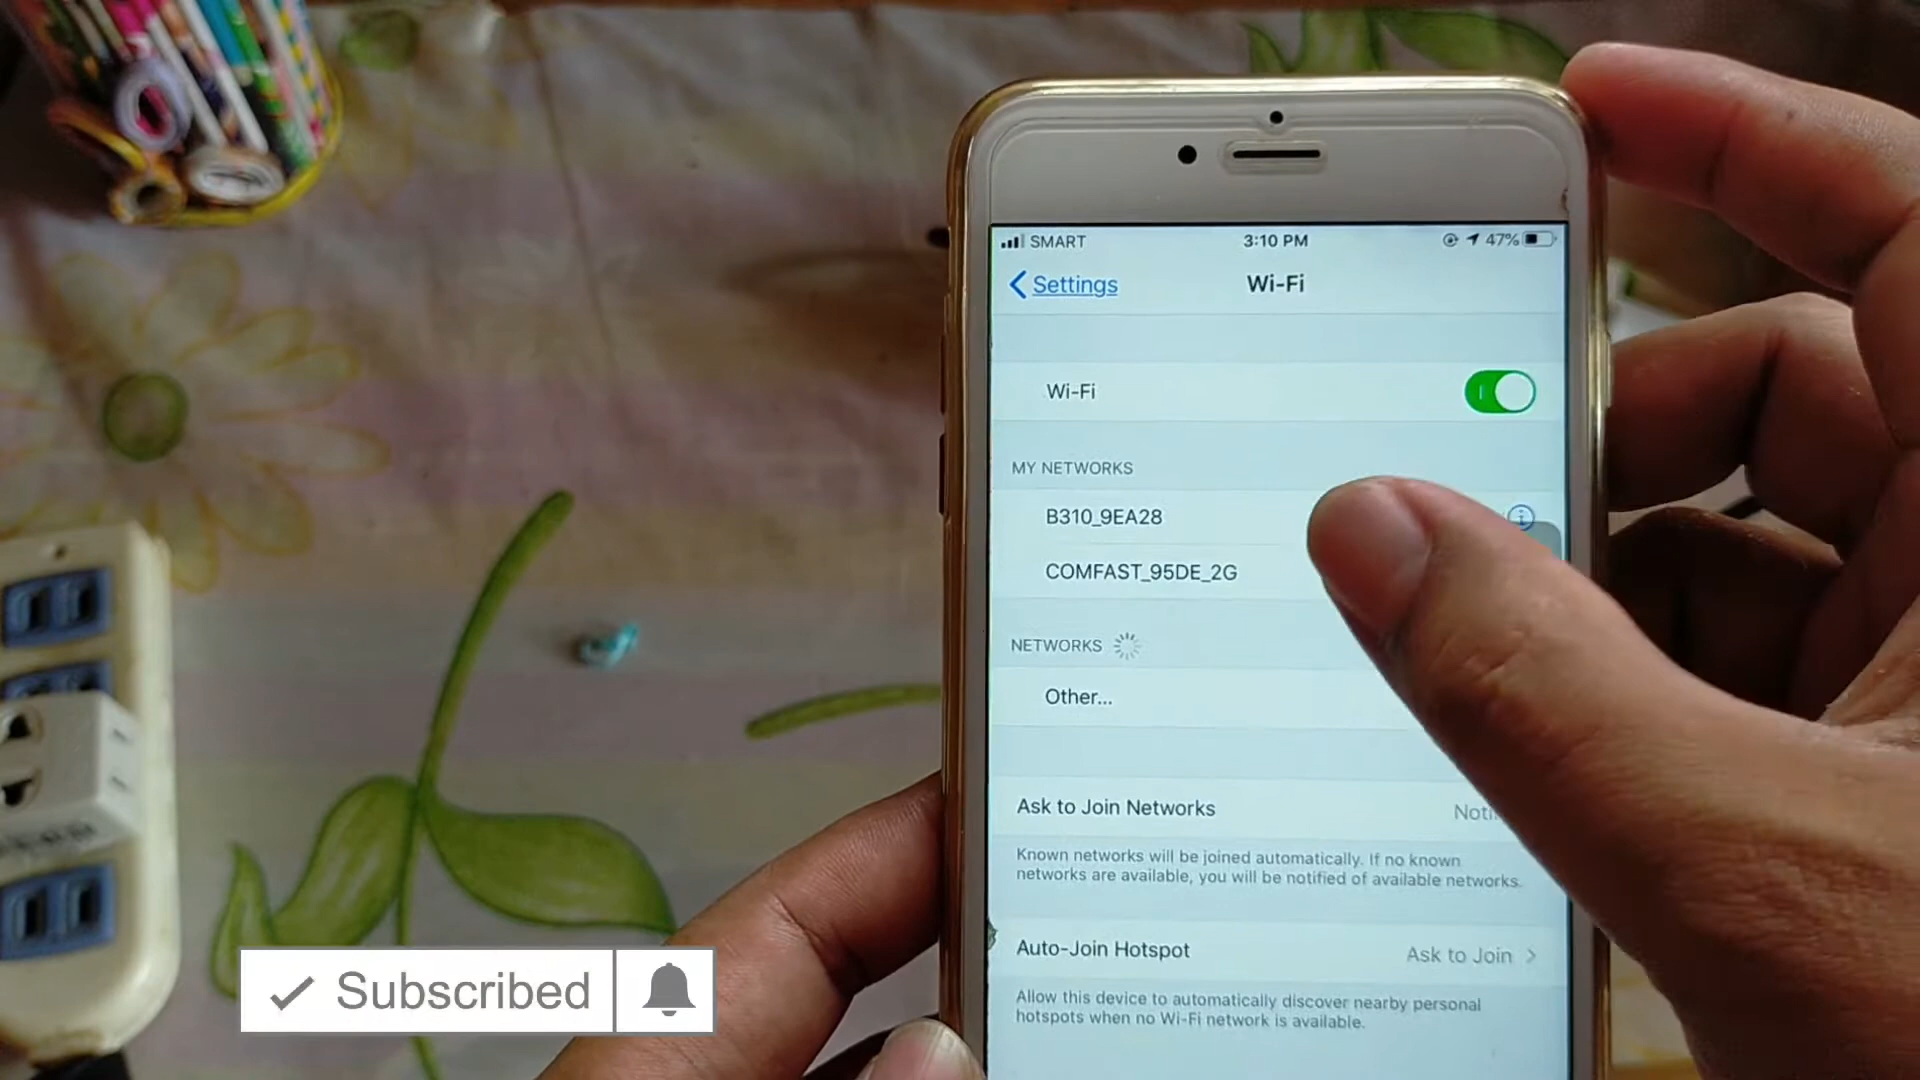 SMART 3:10 PM 47%
Settings Wi-Fi
Wi-Fi
MY NETWORKS
B310_9EA28
COMFAST_95DE_2G
NETWORKS
Other...
Ask to Join Networks
Known networks will be joined automatically. If no known
networks are available, you will be notified of available networks.
Auto-Join Hotspot Ask to Join
Allow this device to automatically discover nearby personal
hotspots when no Wi-Fi network is available.
Subscribed